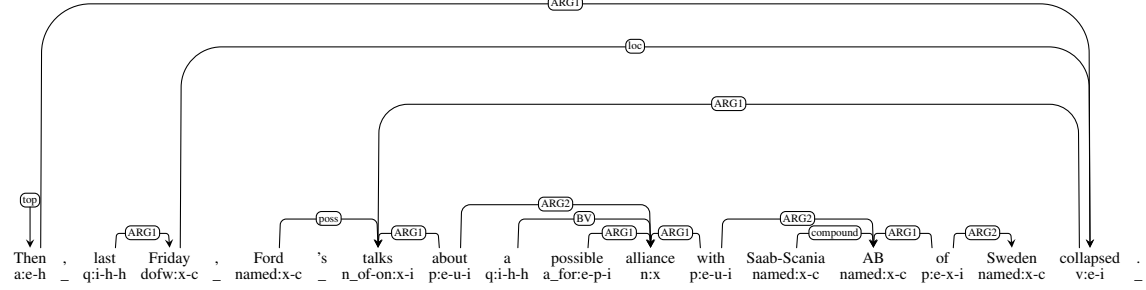 ARG1
loc
ARG1
top
ARG2
poss BV ARG2
ARG1 ARG1 ARG1 ARG1 compound ARG1 ARG2
Then , last Friday , Ford 's talks about a possible alliance with Saab-Scania AB of Sweden collapsed .
a:e-h _ q:i-h-h dofw:x-c _ named:x-c _ n_of-on:x-i p:e-u-i q:i-h-h a_for:e-p-i n:x p:e-u-i named:x-c named:x-c p:e-x-i named:x-c v:e-i _